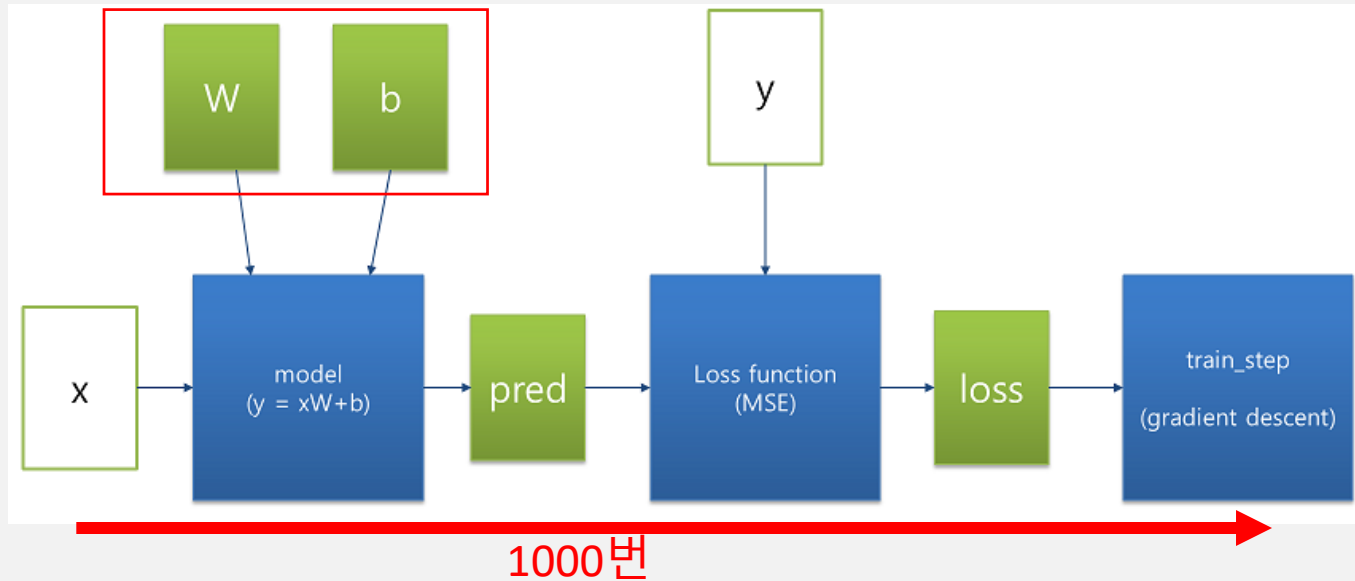 W
b
y
x
model
(y = xW+b)
pred
Loss function
(MSE)
loss
train_step
(gradient descent)
1000번